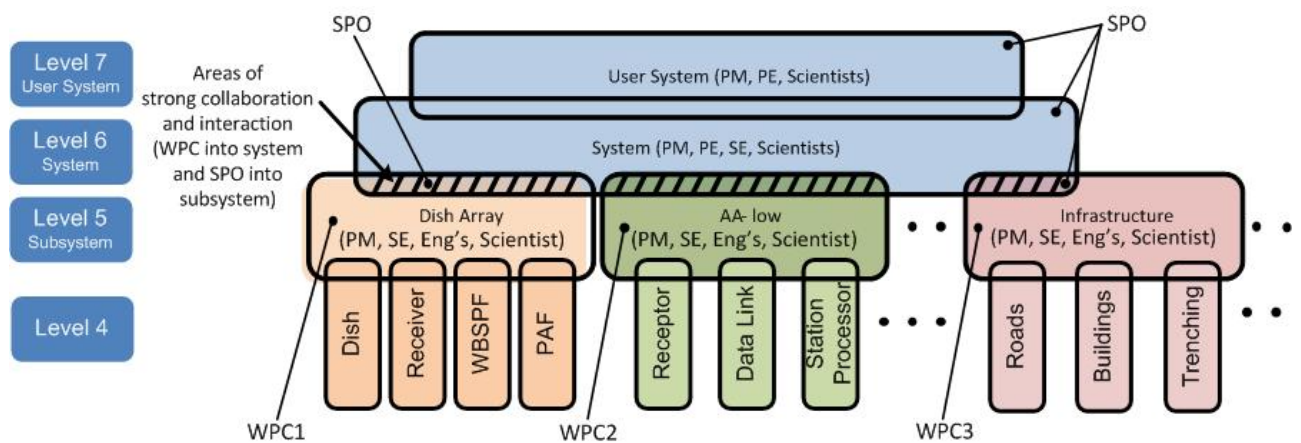 SPO
SPO
Level 7
User System
Areas of
strong collaboration
and interaction
(WPC into system
and SPO into
subsystem)
User System (PM, PE, Scientists)
Level 6
System
System (PM, PE, SE, Scientists)
Level 5
Subsystem
Dish Array
(PM, SE, Eng's, Scientist)
AA- low
(PM, SE, Eng's, Scientist)
Infrastructure
(PM, SE, Eng's, Scientist)
Level 4
Dish
Receiver
WBSPF
PAF
Receptor
Data Link
Station
Processor
Roads
Buildings
Trenching
WPC1
WPC2
WPC3